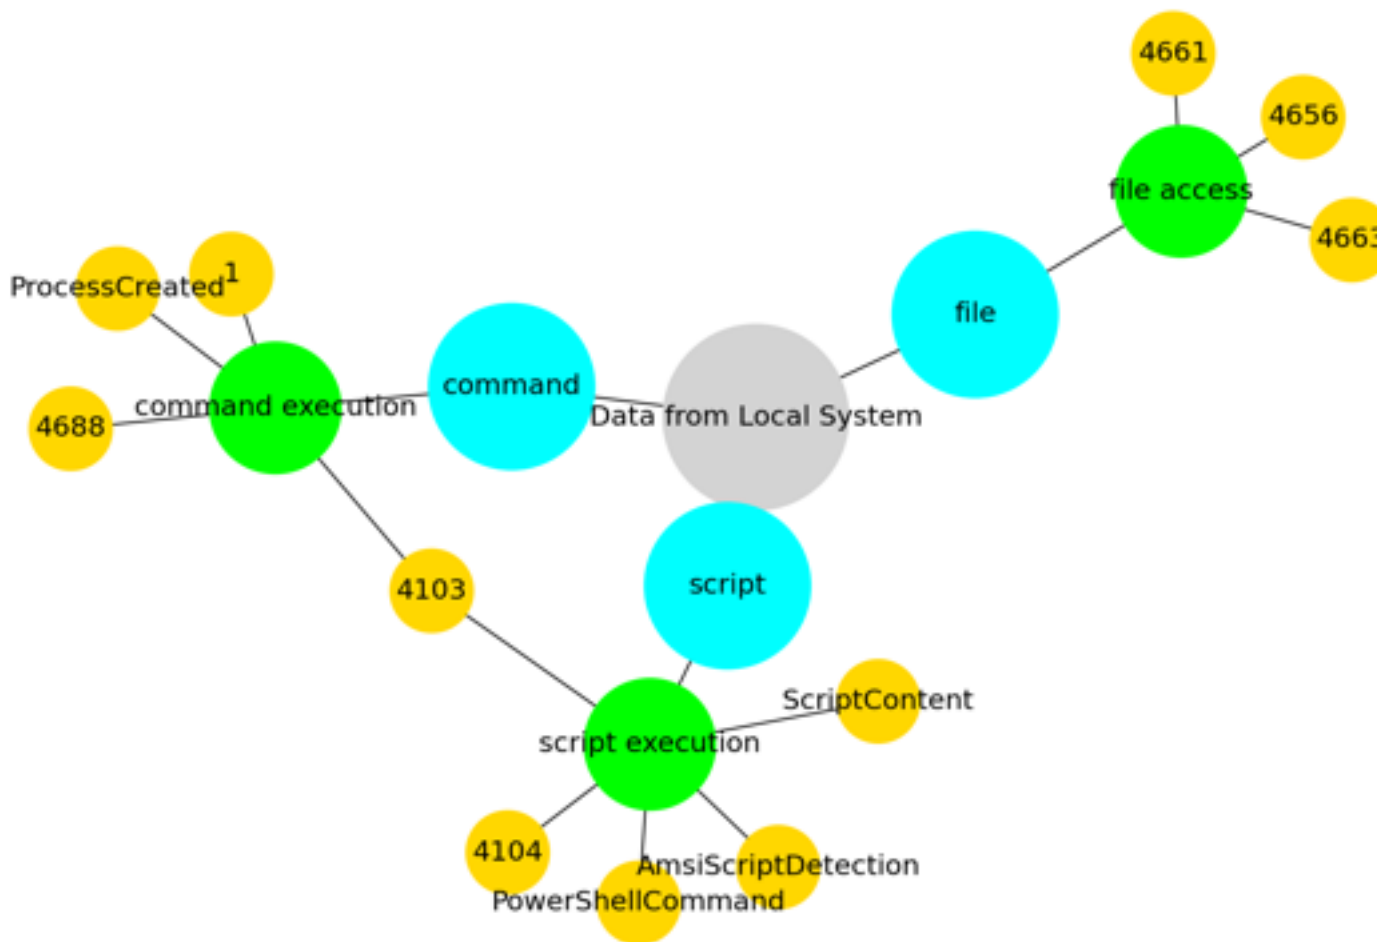 4661
4656
file access
4663
1
ProcessCreated
file
command
command execution
Data from Local System
4688
script
4103
ScriptContent
script execution
4104
AmsiScriptDetection
PowerShellCommand